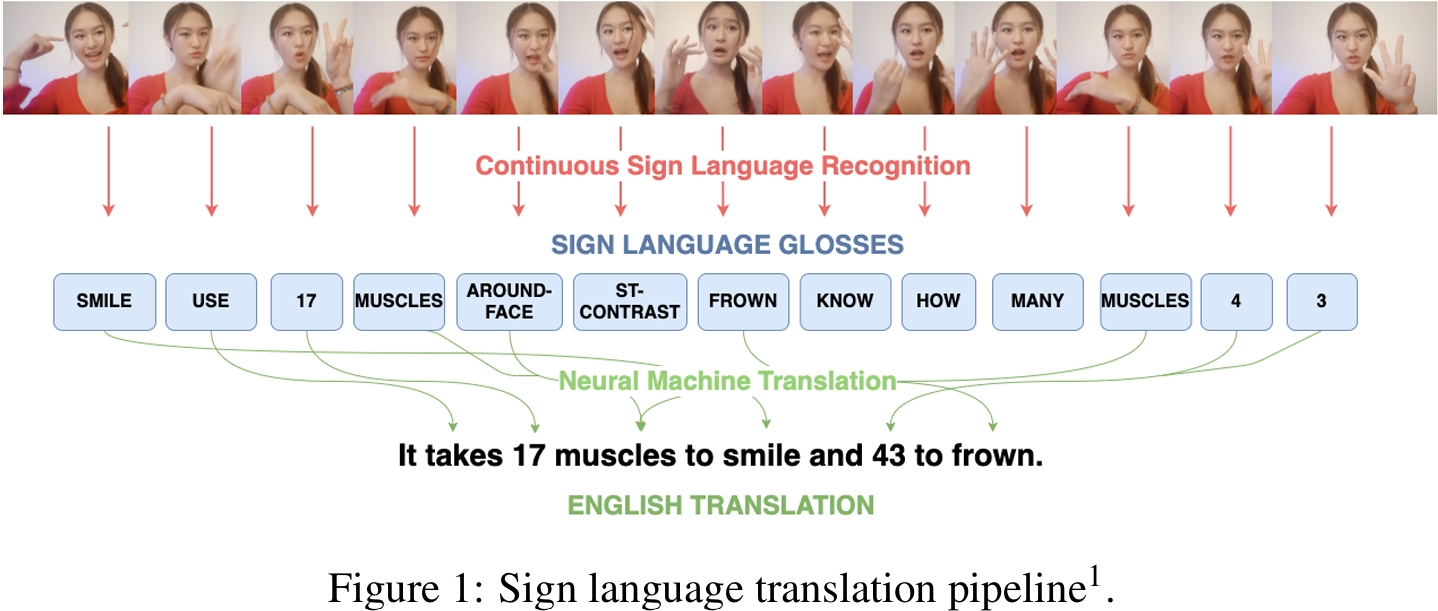 Continuous Sign Language Recognition
SIGN LANGUAGE GLOSSES
SMILE USE 17 MUSCLES AROUND-FACE ST-CONTRAST FROWN KNOW HOW MANY MUSCLES 4 3
Neural Machine Translation
It takes 17 muscles to smile and 43 to frown.
ENGLISH TRANSLATION
Figure 1: Sign language translation pipeline¹.